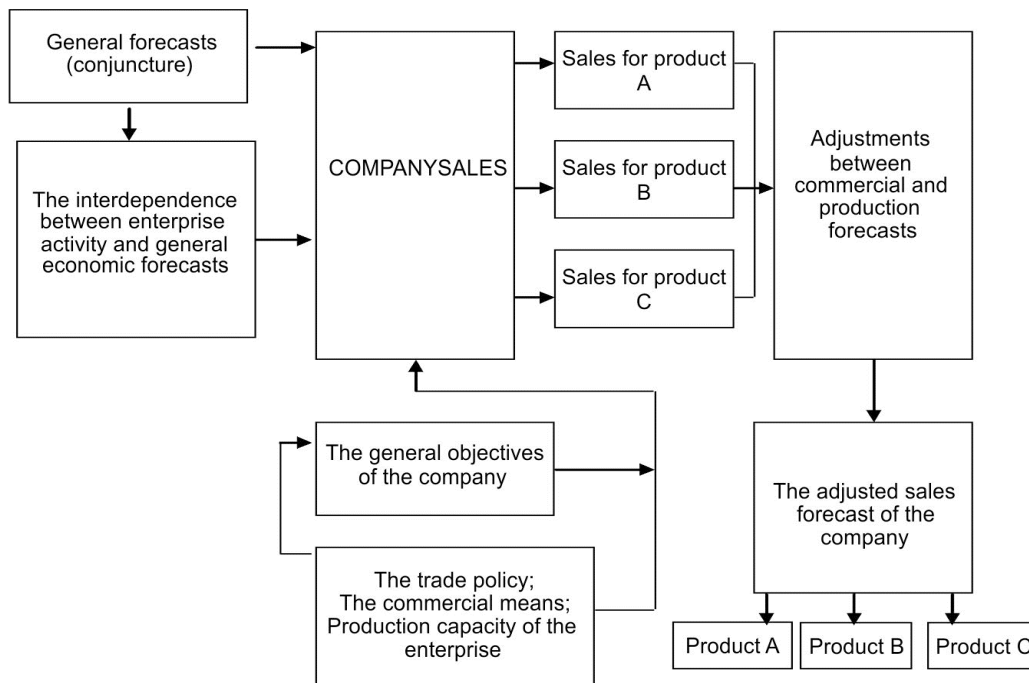 General forecasts
(conjuncture)
The interdependence
between enterprise
activity and general
economic forecasts
COMPANYSALES
Sales for product
A
Sales for product
B
Sales for product
C
Adjustments
between
commercial and
production
forecasts
The general objectives
of the company
The trade policy;
The commercial means;
Production capacity of the
enterprise
The adjusted sales
forecast of the
company
Product A
Product B
Product C